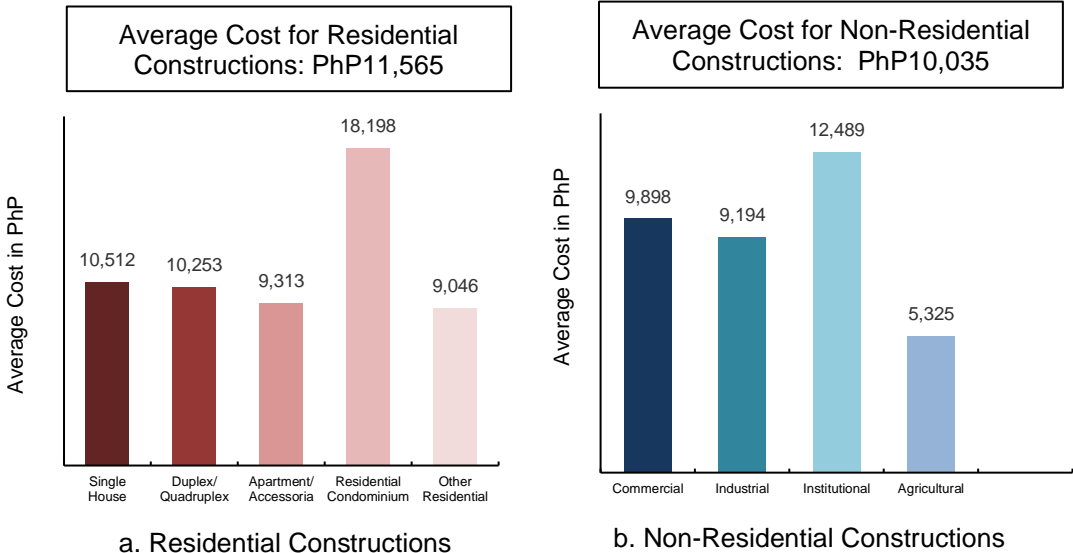 Average Cost for Residential
Constructions: PhP11,565
Average Cost in PhP
10,512
10,253
9,313
18,198
9,046
Single
House
Duplex/
Quadruplex
Apartment/
Accessoria
Residential
Condominium
Other
Residential
a. Residential Constructions
Average Cost for Non-Residential
Constructions:  PhP10,035
Average Cost in PhP
9,898
9,194
12,489
5,325
Commercial
Industrial
Institutional
Agricultural
b. Non-Residential Constructions